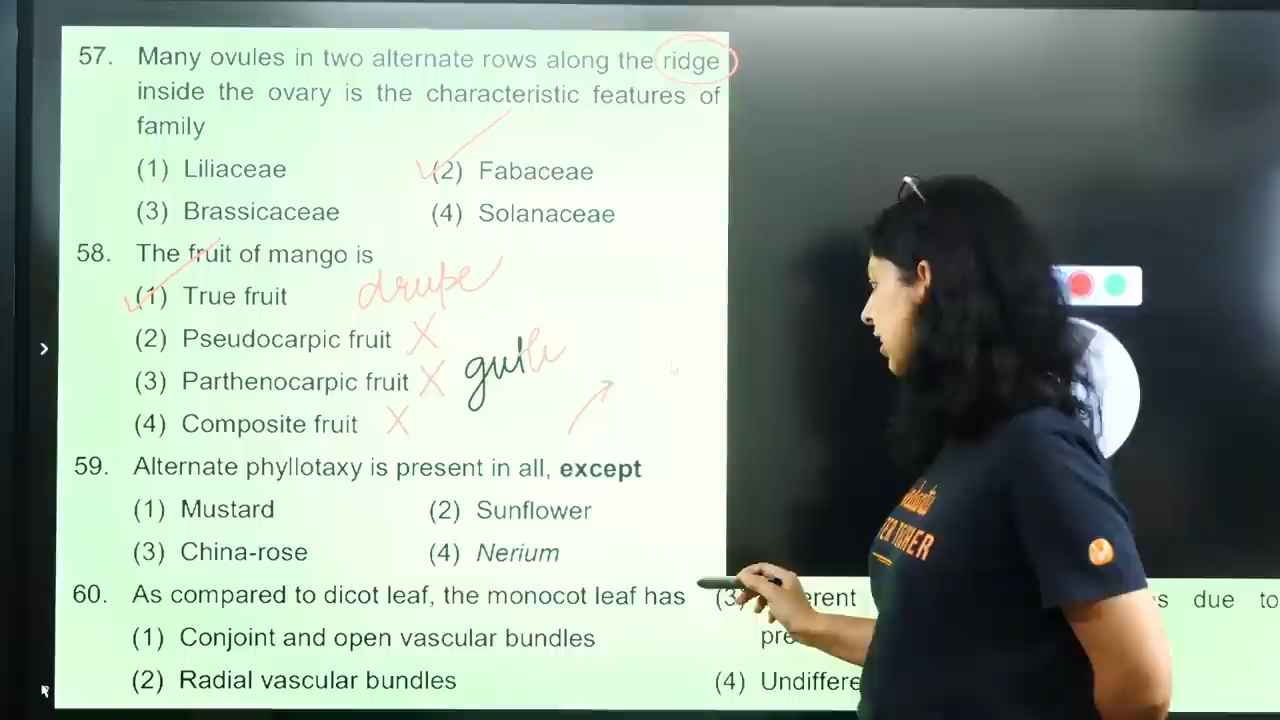 57. Many ovules in two alternate rows along the ridge
inside the ovary is the characteristic features of
family
(1) Liliaceae (2) Fabaceae
(3) Brassicaceae (4) Solanaceae
58. The fruit of mango is
(1) True fruit drupe
(2) Pseudocarpic fruit
(3) Parthenocarpic fruit
(4) Composite fruit
59. Alternate phyllotaxy is present in all, except
(1) Mustard (2) Sunflower
(3) China-rose (4) Nerium
60. As compared to dicot leaf, the monocot leaf has
(1) Conjoint and open vascular bundles
(2) Radial vascular bundles
(3) due to
(4)